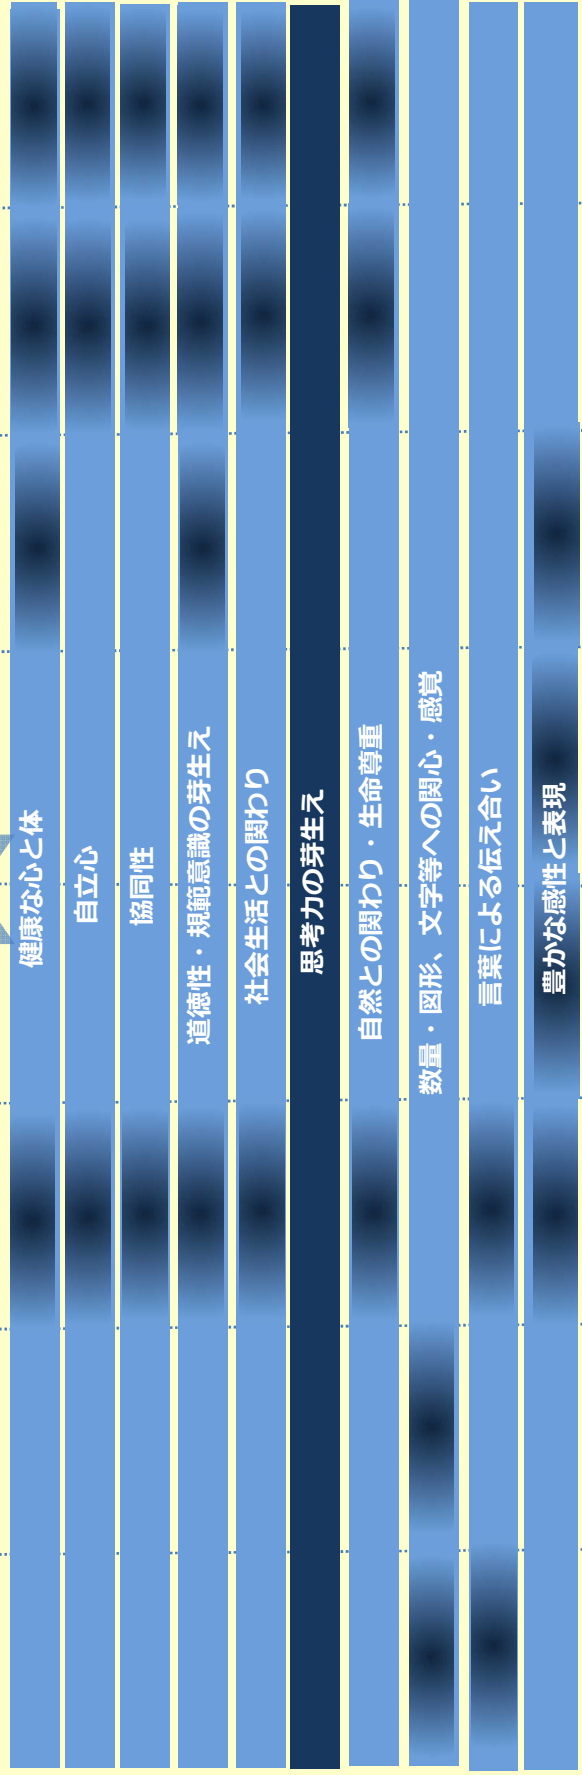 健康な心と体
自立心
協同性
道徳性・規範意識の芽生え
社会生活との関わり
思考力の芽生え
自然との関わり・生命尊重
数量・図形、文字等への関心・感覚
言葉による伝え合い
豊かな感性と表現